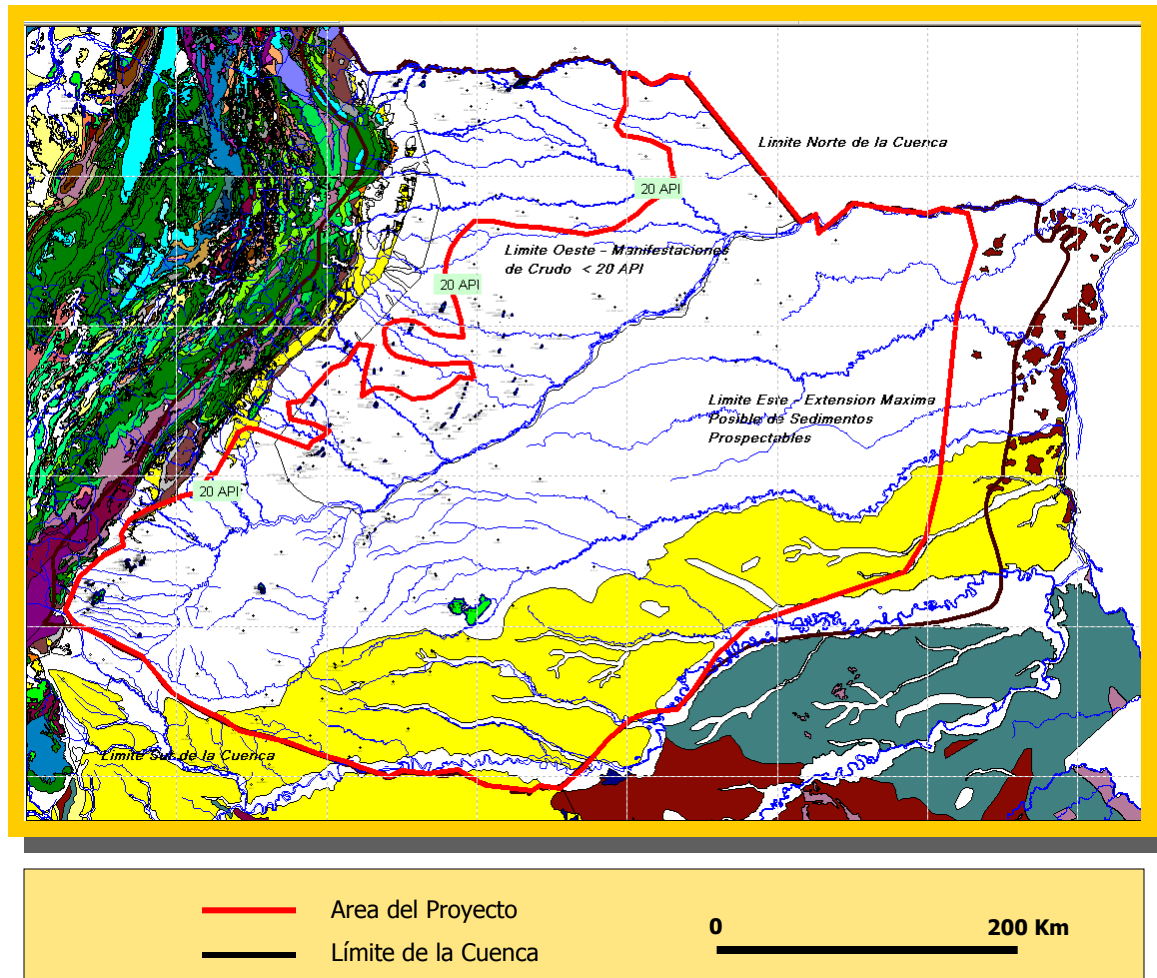 Limite Norte de la Cuenca
20 API
Limite Oeste - Manifestaciones
de Crudo < 20 API
20 API
Limite Este - Extension Maxima
Posible de Sedimentos
Prospectables
20 API
Limite Sur de la Cuenca
Area del Proyecto
Límite de la Cuenca
0 200 Km